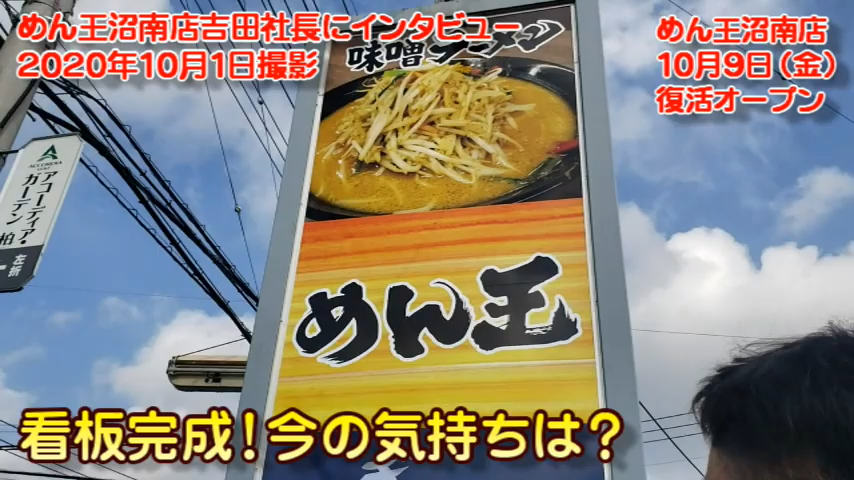 めん王沼南店吉田社長にインタビュー
2020年10月1日撮影
めん王沼南店
10月9日（金）
復活オープン
味噌ラーメン
めん王
ACCORDIA
アコーディア・
ガーデン
柏
左折
看板完成！今の気持ちは？